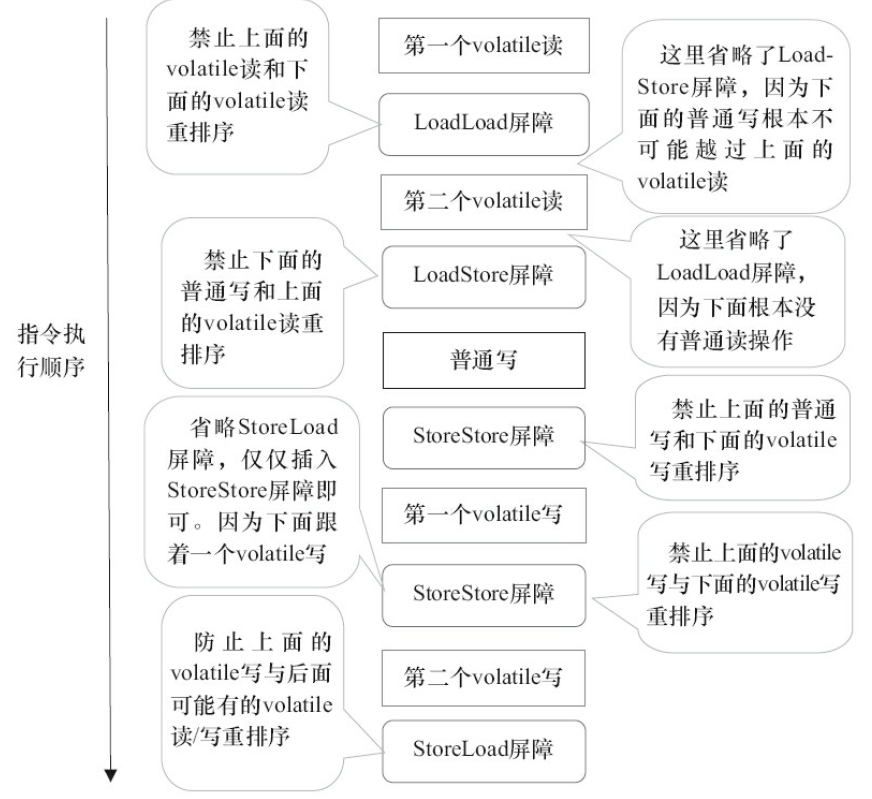 禁止上面的
volatile读和下
面的volatile读
重排序
第一个volatile读
LoadLoad屏障
这里省略了Load-
Store屏障，因为下
面的普通写根本不
可能越过上面的
volatile读
第二个volatile读
禁止下面的
普通写和上面
的volatile读重
排序
LoadStore屏障
这里省略了
LoadLoad屏障，
因为下面根本没
有普通读操作
指令执
行顺序
普通写
省略StoreLoad
屏障，仅仅插入
StoreStore屏障即
可。因为下面跟
着一个volatile写
StoreStore屏障
禁止上面的普通
写和下面的volatile
写重排序
第一个volatile写
StoreStore屏障
禁止上面的volatile
写与下面的volatile写
重排序
防止上面的
volatile写与后面
可能有的volatile
读/写重排序
第二个volatile写
StoreLoad屏障